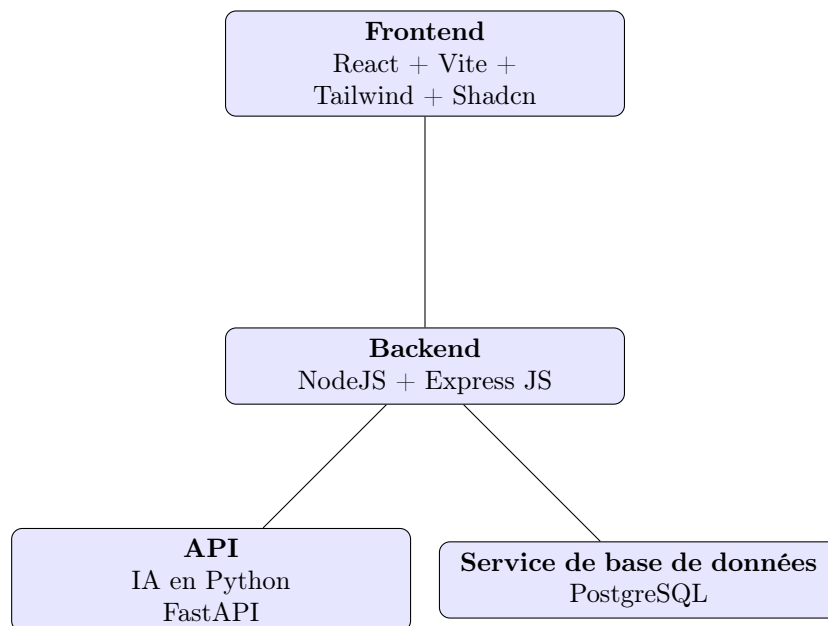 Frontend
React + Vite +
Tailwind + Shadcn
Backend
NodeJS + Express JS
API
IA en Python
FastAPI
Service de base de données
PostgreSQL